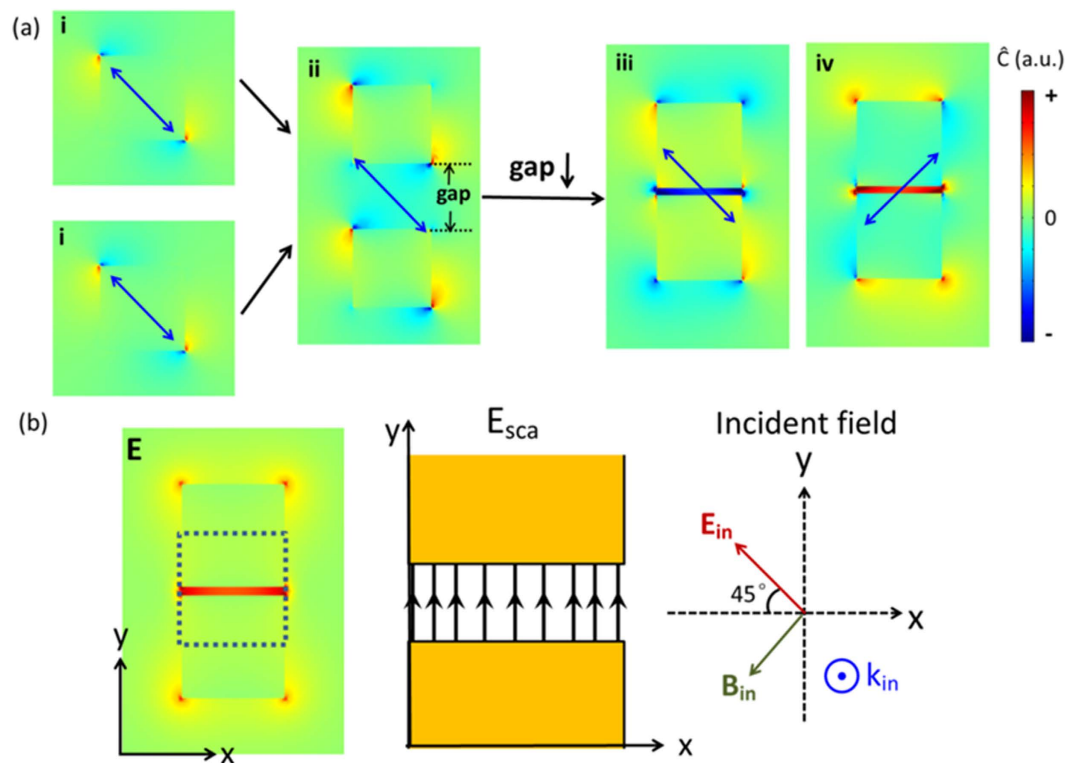 (a)
i
ii
gap
i
gap ↓
iii
iv
Ĉ (a.u.)
+
0
-
(b)
E
y
x
E_sca
y
x
Incident field
y
E_in
45°
x
B_in
k_in